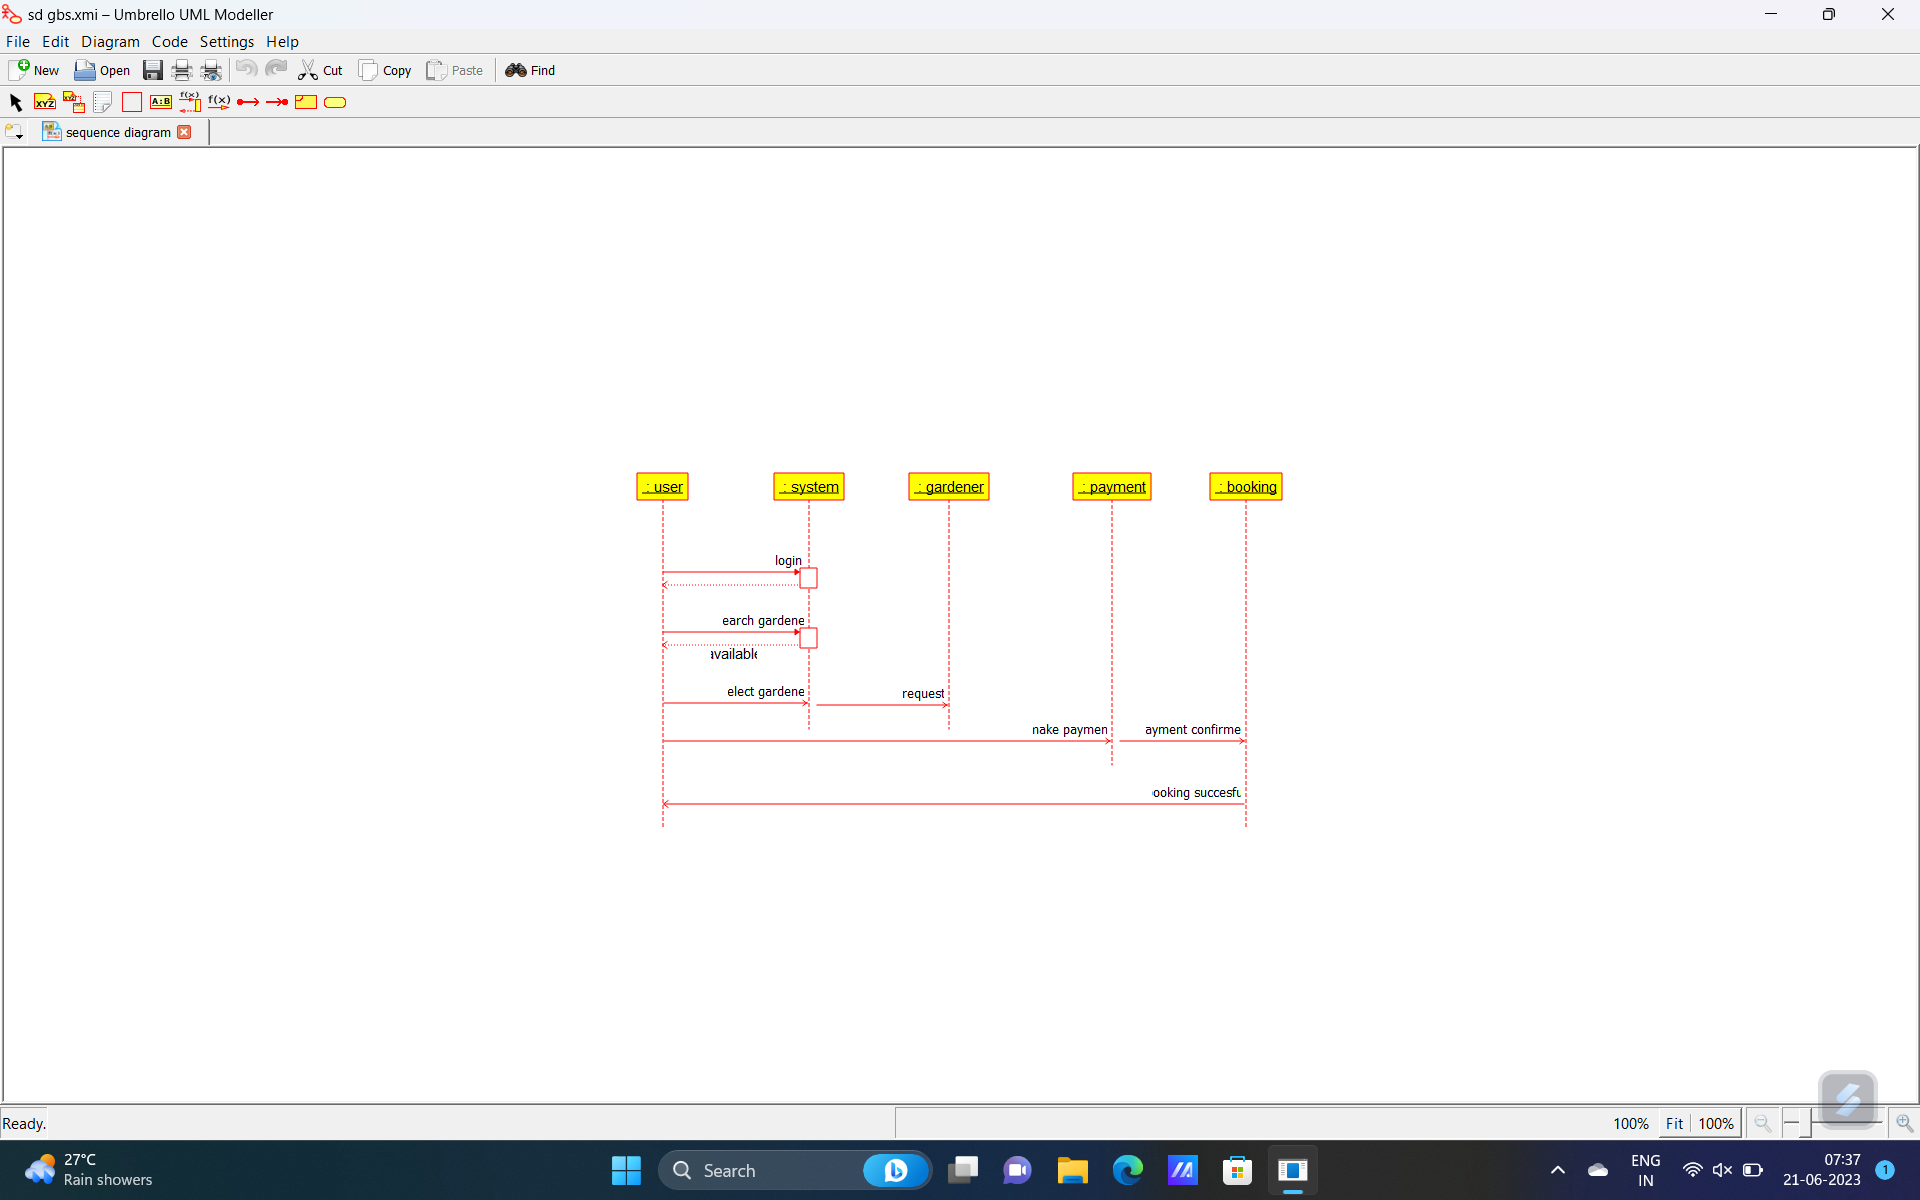 sd gbs.xmi – Umbrello UML Modeller
File Edit Diagram Code Settings Help
New Open Cut Copy Paste Find
XYZ XYZ A:B f(x) f(x)
sequence diagram
: user : system : gardener : payment : booking
login
earch gardene
available
elect gardene request
nake paymen ayment confirme
ooking succesfu
Ready. 100% Fit 100%
27°C
Rain showers
Search
ENG
IN
07:37
21-06-2023
1